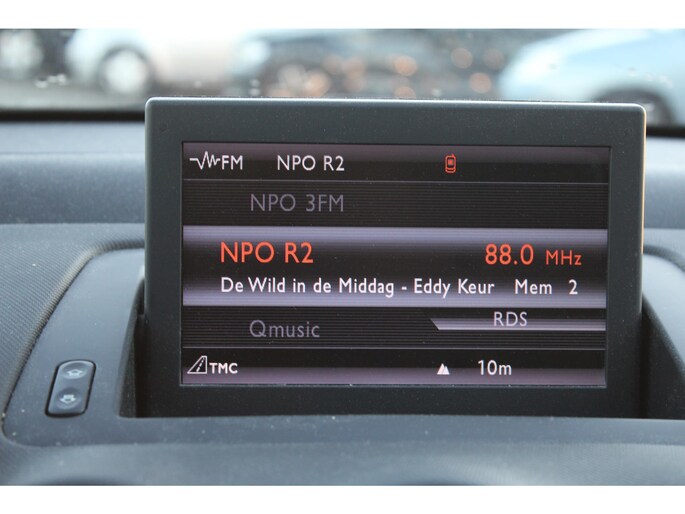 FM NPO R2
NPO 3FM
NPO R2 88.0 MHz
De Wild in de Middag - Eddy Keur Mem 2
Qmusic RDS
TMC 10m